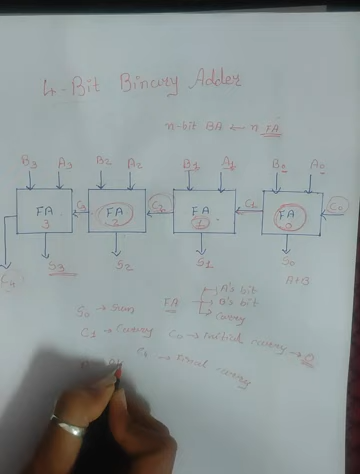 4-Bit Binary Adder
n-bit BA ← n FA
B3 A3 B2 A2 B1 A1 B0 A0
FA 3 C3 FA 2 C2 FA 1 C1 FA 0 C0
C4 S3 S2 S1 S0
A+B
S0 → Sum FA A's bit
B's bit
Carry
C1 → Carry C0 → Initial carry → 0
C4 → Final carry